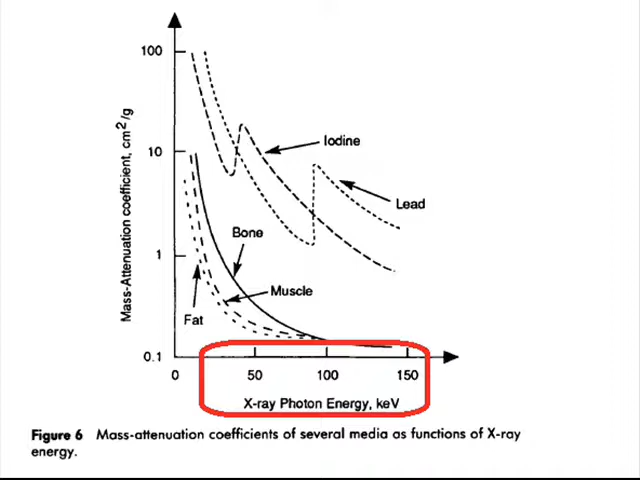 100
10
1
0.1
Mass-Attenuation coefficient, cm²/g
Iodine
Lead
Bone
Muscle
Fat
0 50 100 150
X-ray Photon Energy, keV
Figure 6 Mass-attenuation coefficients of several media as functions of X-ray
energy.